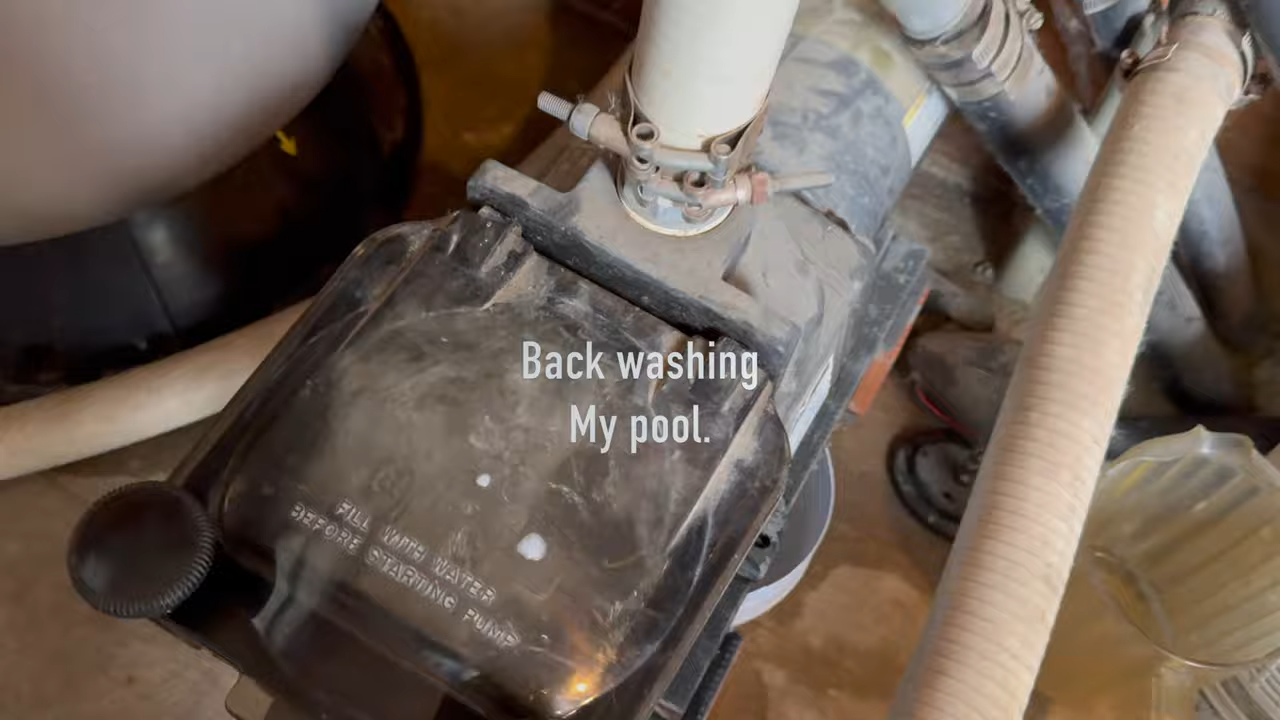 Back washing
My pool.
FILL WITH WATER
BEFORE STARTING PUMP